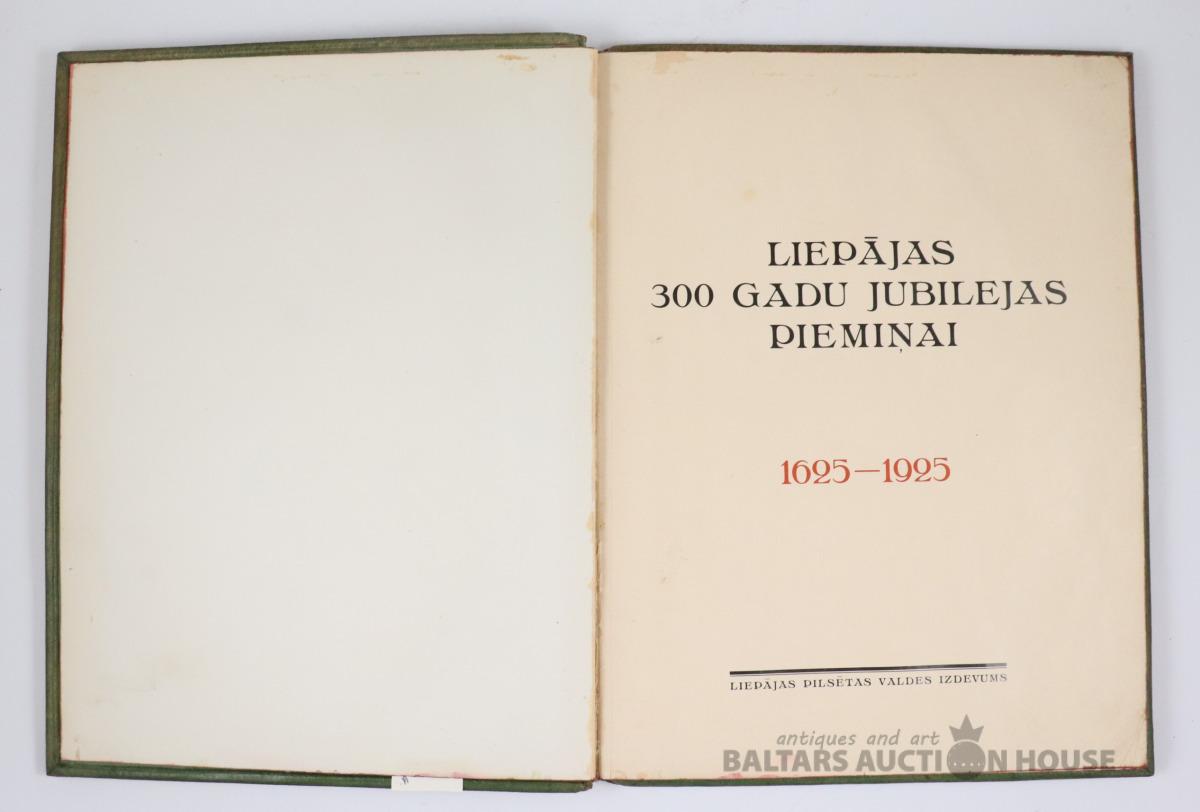 LIEPĀJAS
300 GADU JUBILEJAS
PIEMIŅAI
1625—1925
LIEPĀJAS PILSĒTAS VALDES IZDEVUMS
antiques and art
BALTARS AUCTION HOUSE